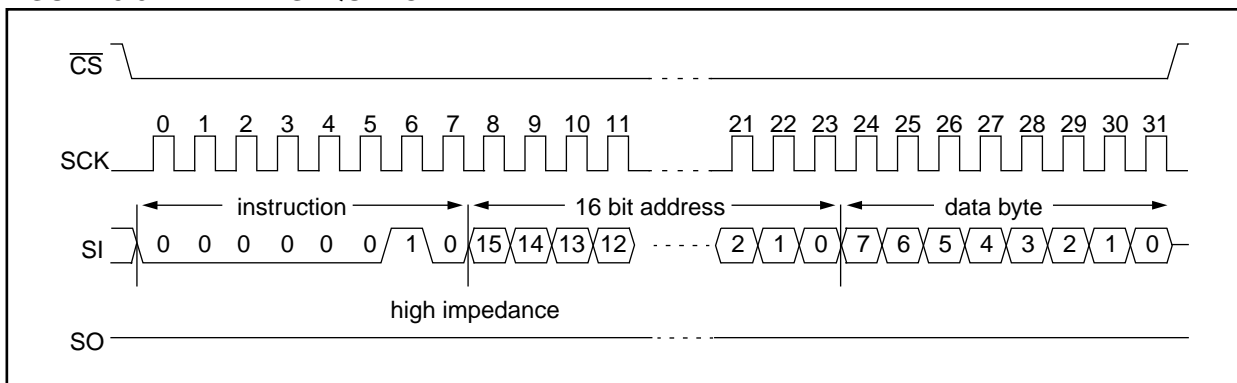 CS
0 1 2 3 4 5 6 7 8 9 10 11 21 22 23 24 25 26 27 28 29 30 31
SCK
instruction 16 bit address data byte
SI 0 0 0 0 0 0 1 0 15 14 13 12 2 1 0 7 6 5 4 3 2 1 0
high impedance
SO